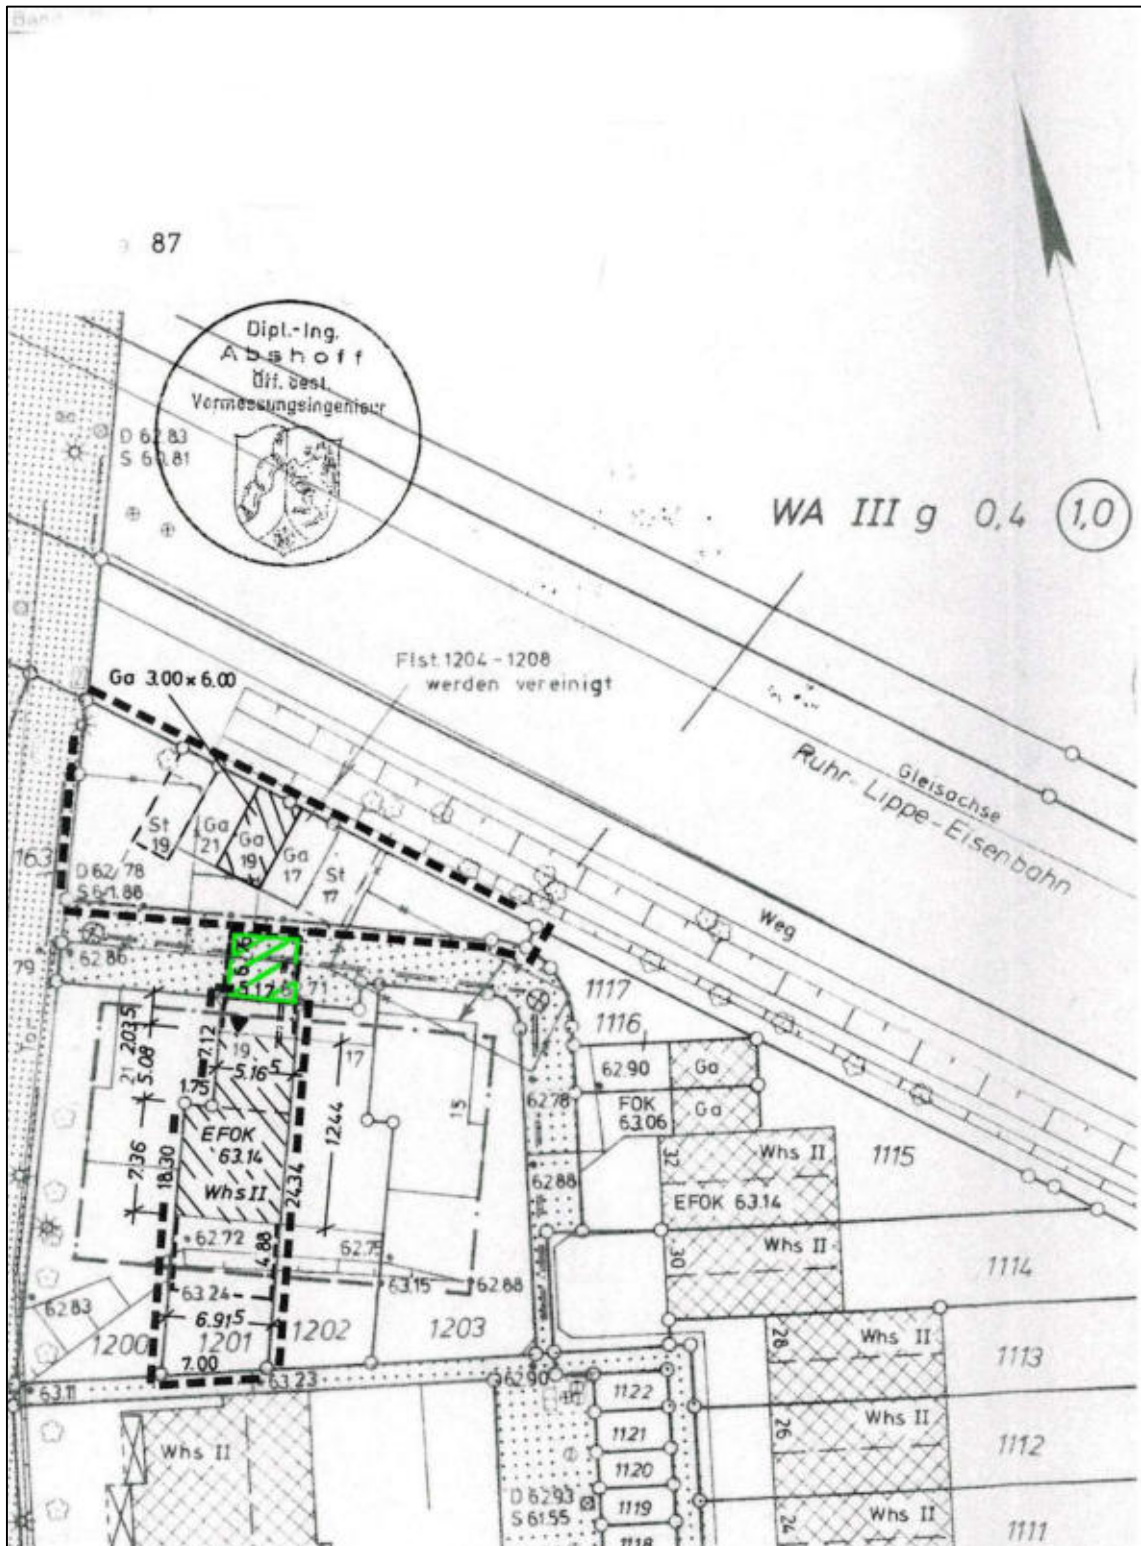 87
Dipl.-Ing.
Abshoff
Öff. best.
Vermessungsingenieur
D 62.83
S 60.81
WA III g 0,4 1,0
Flst. 1204-1208
werden vereinigt
Ga 3.00 x 6.00
Gleisachse
Ruhr-Lippe-Eisenbahn
Weg
St
19
Ga
21
Ga
19
Ga
17
St
17
163
D 62.78
S 61.88
79
62.86
1117
1116
62.90
Ga
FOK
63.06
Ga
62.78
62.88
1115
32
Whs II
EFOK 63.14
Whs II
30
1114
2.03⁵
5.08
21
7.12
19
5.16⁵
17
15
1.75
12.44
EFOK
63.14
Whs II
7.36
18.30
24.34
62.72
62.75
4.88
63.24
63.15
62.88
62.83
6.91⁵
1200
1201
1202
1203
7.00
63.11
63.23
62.90
28
Whs II
1113
26
Whs II
1112
24
Whs II
1111
Whs II
1122
1121
1120
1119
1118
D 62.93
S 61.55